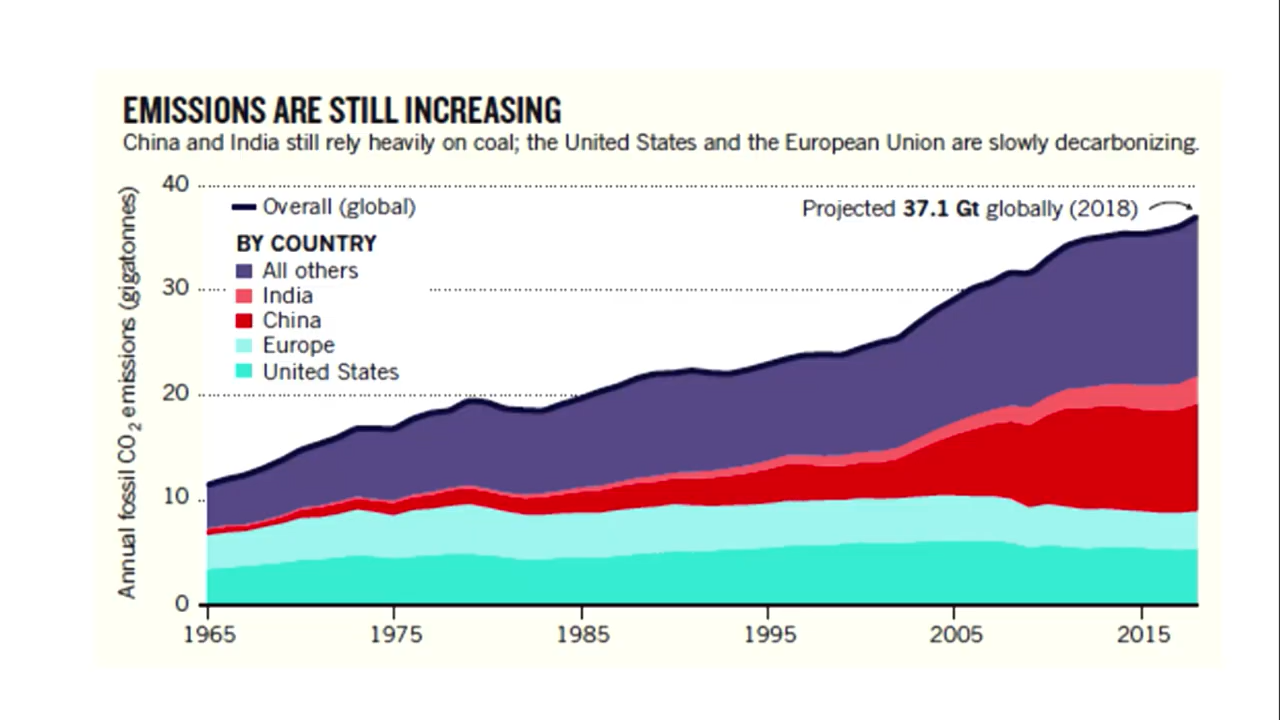 EMISSIONS ARE STILL INCREASING
China and India still rely heavily on coal; the United States and the European Union are slowly decarbonizing.
Annual fossil CO2 emissions (gigatonnes)
40
30
20
10
0
Overall (global)
BY COUNTRY
All others
India
China
Europe
United States
Projected 37.1 Gt globally (2018)
1965 1975 1985 1995 2005 2015